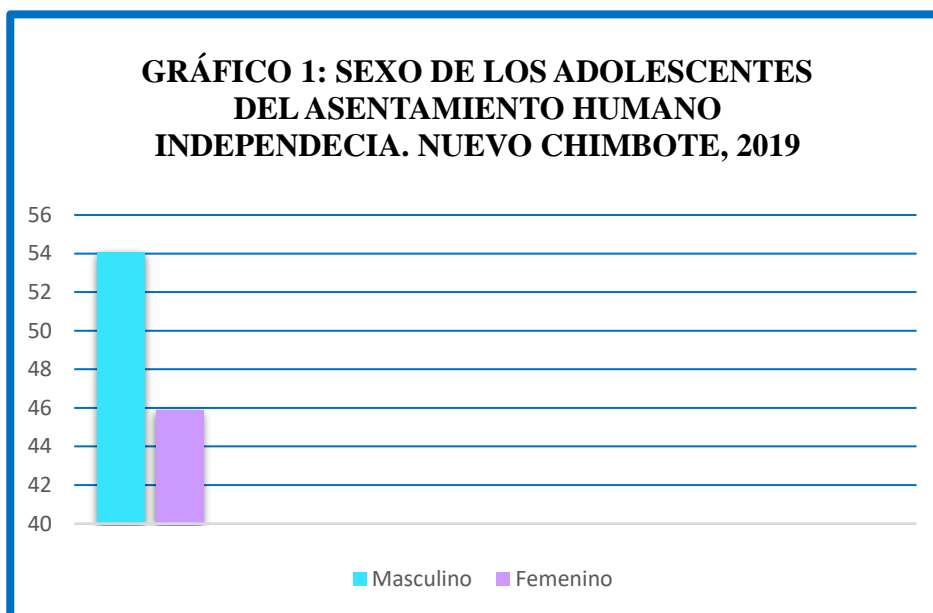 GRÁFICO 1: SEXO DE LOS ADOLESCENTES
DEL ASENTAMIENTO HUMANO
INDEPENDECIA. NUEVO CHIMBOTE, 2019
56
54
52
50
48
46
44
42
40
Masculino Femenino